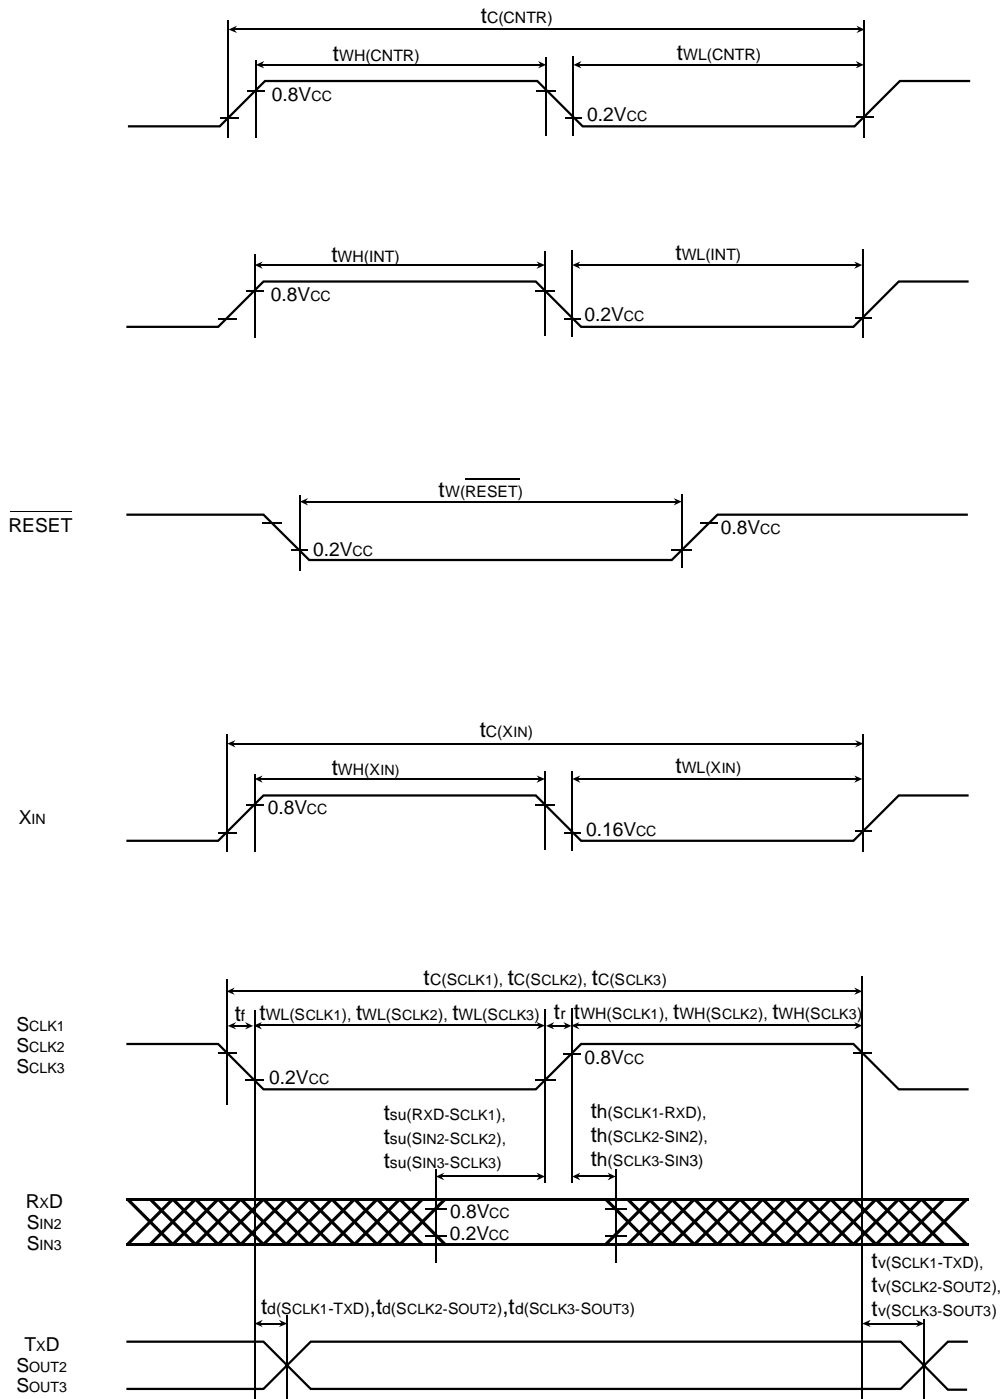 tC(CNTR)
tWH(CNTR)
tWL(CNTR)
0.8VCC
0.2VCC
tWH(INT)
tWL(INT)
0.8VCC
0.2VCC
tW(RESET)
RESET
0.2VCC
0.8VCC
tC(XIN)
tWH(XIN)
tWL(XIN)
XIN
0.8VCC
0.16VCC
tC(SCLK1), tC(SCLK2), tC(SCLK3)
tf
tWL(SCLK1), tWL(SCLK2), tWL(SCLK3)
tr
tWH(SCLK1), tWH(SCLK2), tWH(SCLK3)
SCLK1
SCLK2
SCLK3
0.2VCC
0.8VCC
tsu(RXD-SCLK1),
tsu(SIN2-SCLK2),
tsu(SIN3-SCLK3)
th(SCLK1-RXD),
th(SCLK2-SIN2),
th(SCLK3-SIN3)
RXD
SIN2
SIN3
0.8VCC
0.2VCC
td(SCLK1-TXD),td(SCLK2-SOUT2),td(SCLK3-SOUT3)
tv(SCLK1-TXD),
tv(SCLK2-SOUT2),
tv(SCLK3-SOUT3)
TXD
SOUT2
SOUT3